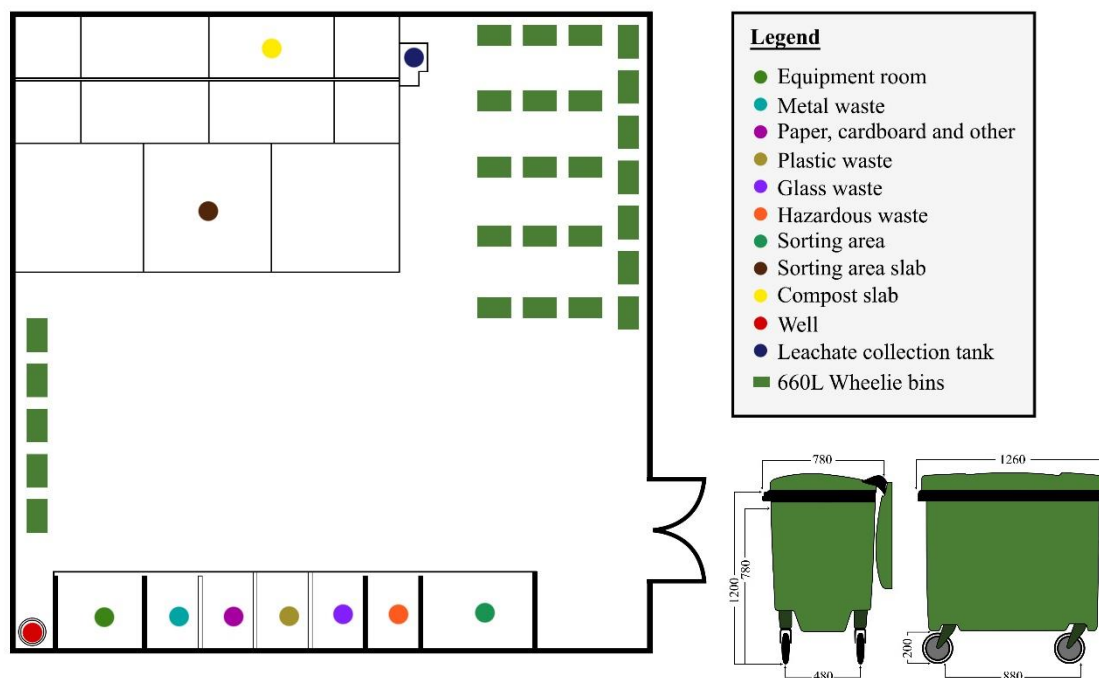 Legend
Equipment room
Metal waste
Paper, cardboard and other
Plastic waste
Glass waste
Hazardous waste
Sorting area
Sorting area slab
Compost slab
Well
Leachate collection tank
660L Wheelie bins
780
1260
1200
780
200
480
880